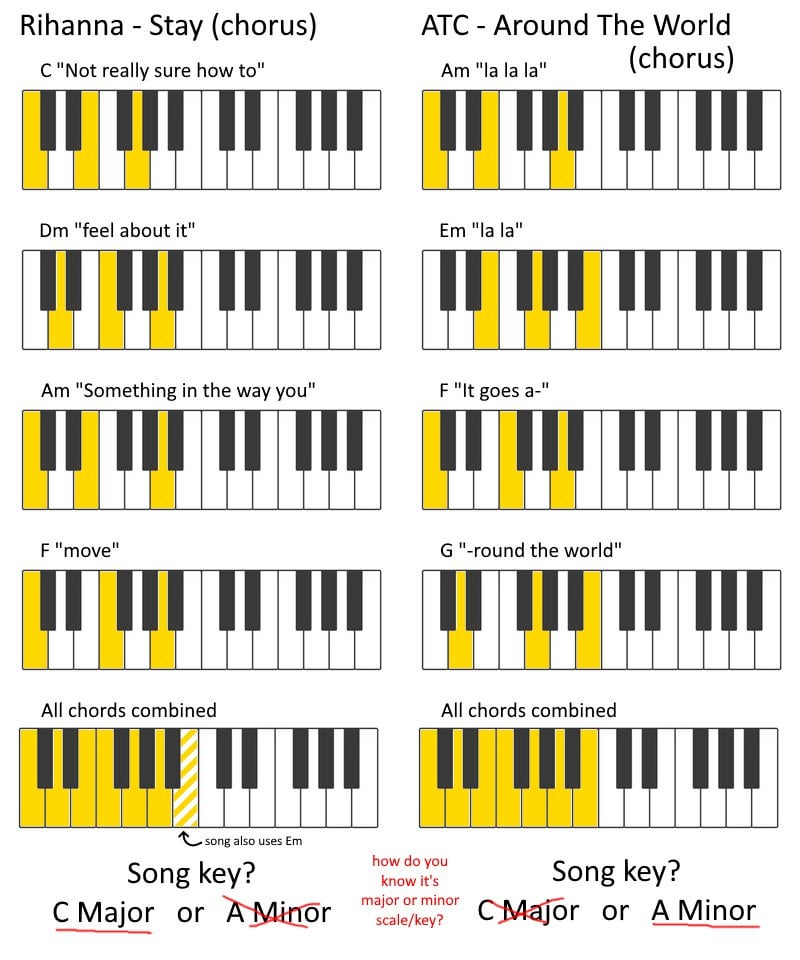 Rihanna - Stay (chorus)
C "Not really sure how to"
Dm "feel about it"
Am "Something in the way you"
F "move"
All chords combined
song also uses Em
Song key?
C Major or A Minor
ATC - Around The World
(chorus)
Am "la la la"
Em "la la"
F "It goes a-"
G "-round the world"
All chords combined
Song key?
C Major or A Minor
how do you
know it's
major or minor
scale/key?